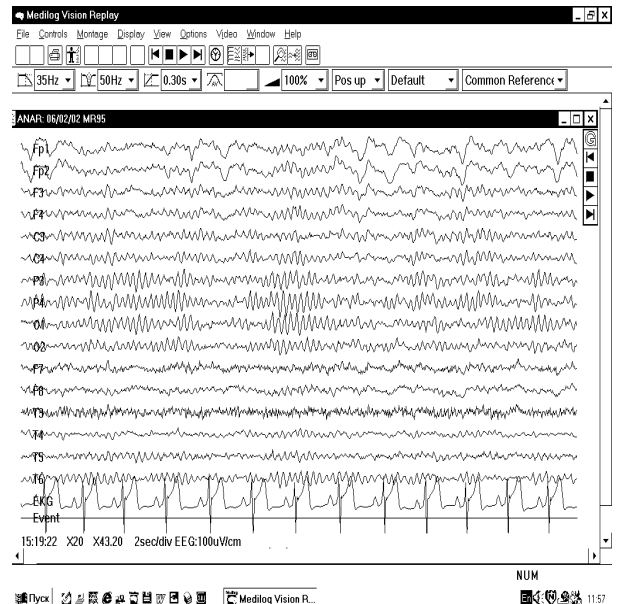 Medilog Vision Replay
File Controls Montage Display View Options Video Window Help
35Hz 50Hz 0.30s 100% Pos up Default Common Reference
ANAR: 06/02/02 MR95
Fp1
Fp2
F3
F4
C3
C4
P3
P4
O1
O2
F7
F8
T3
T4
T5
T6
EKG
Event
15:19:22 X20 X43.20 2sec/div EEG:100uV/cm
NUM
Пуск Medilog Vision R... En 11:57